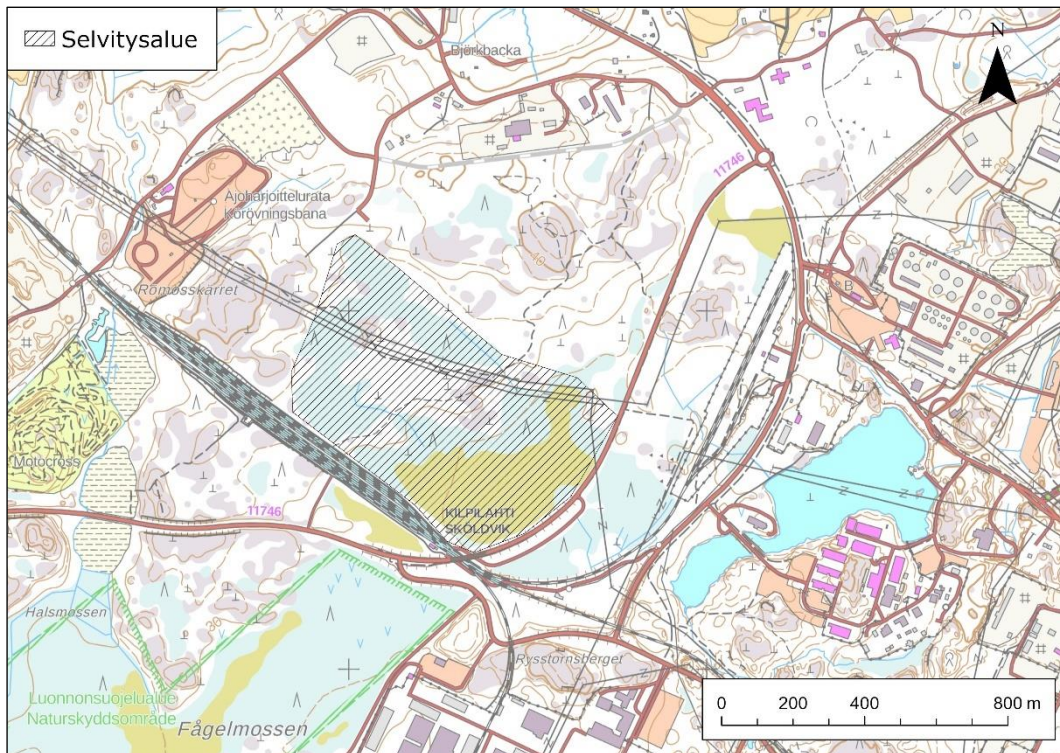 Selvitysalue
Björkbacka
N
11746
Ajoharjoittelurata
Körövningsbana
40
Römosskärret
B
Motocross
11746
KILPILAHTI
SKÖLDVIK
Halsmossen
30
Rysstornsberget
Luonnonsuojelualue
Naturskyddsområde
Fågelmossen
0 200 400 800 m